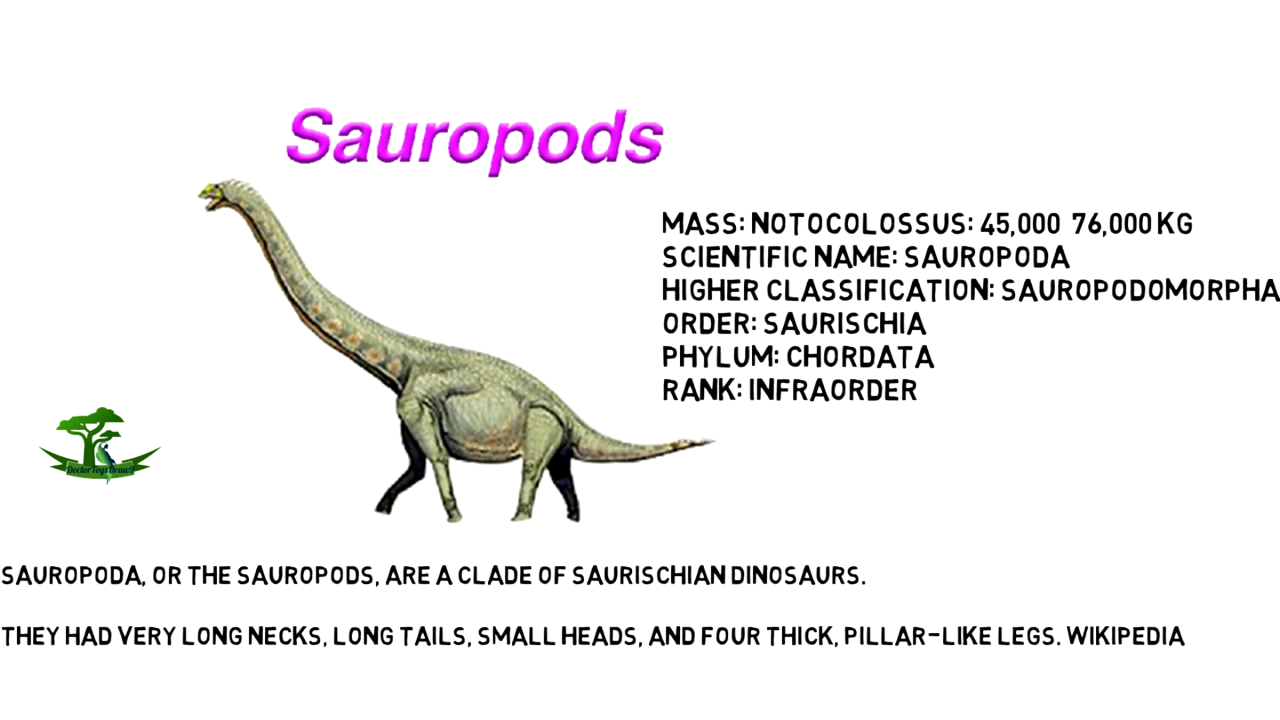 Sauropods
MASS: NOTOCOLOSSUS: 45,000 76,000 KG
SCIENTIFIC NAME: SAUROPODA
HIGHER CLASSIFICATION: SAUROPODOMORPHA
ORDER: SAURISCHIA
PHYLUM: CHORDATA
RANK: INFRAORDER
SAUROPODA, OR THE SAUROPODS, ARE A CLADE OF SAURISCHIAN DINOSAURS.
THEY HAD VERY LONG NECKS, LONG TAILS, SMALL HEADS, AND FOUR THICK, PILLAR-LIKE LEGS. WIKIPEDIA